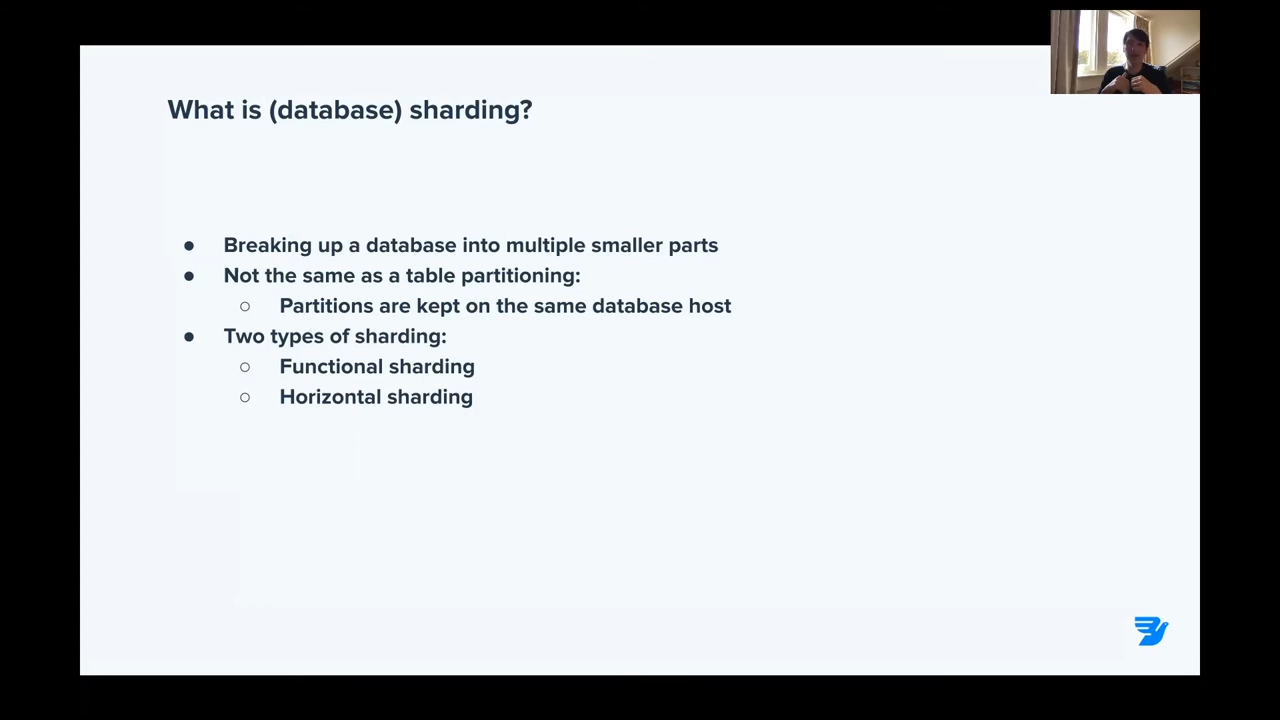 What is (database) sharding?
● Breaking up a database into multiple smaller parts
● Not the same as a table partitioning:
○ Partitions are kept on the same database host
● Two types of sharding:
○ Functional sharding
○ Horizontal sharding